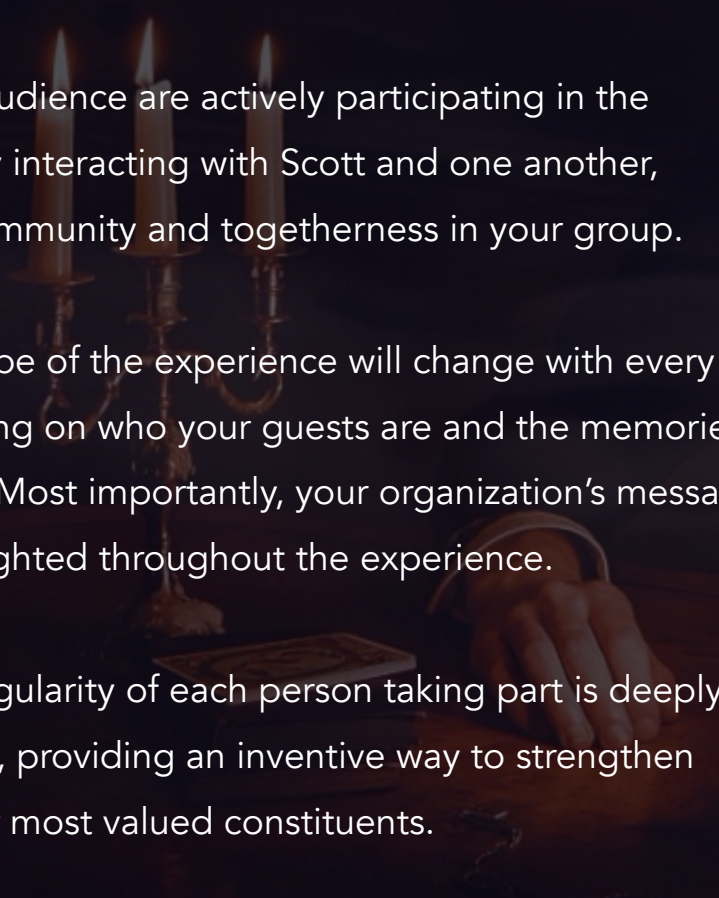 udience are actively participating in the
interacting with Scott and one another,
mmunity and togetherness in your group.
pe of the experience will change with every
ng on who your guests are and the memorie
Most importantly, your organization’s messa
ghted throughout the experience.
gularity of each person taking part is deeply
, providing an inventive way to strengthen
most valued constituents.